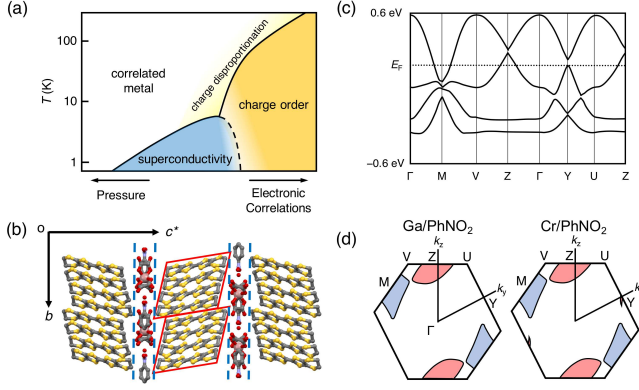 (a)
100
10
1
T (K)
correlated
metal
charge disproportionation
charge order
superconductivity
Pressure
Electronic
Correlations
(b)
o
c*
b
(c)
0.6 eV
EF
−0.6 eV
Γ
M
V
Z
Γ
Y
U
Z
(d)
Ga/PhNO2
kz
V
Z
U
M
ky
Y
Γ
Cr/PhNO2
kz
V
Z
U
M
k
Y
Γ